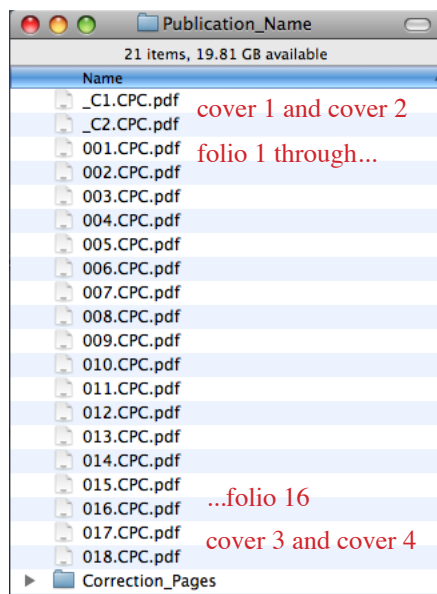 Publication_Name
21 items, 19.81 GB available
Name
_C1.CPC.pdf
cover 1 and cover 2
_C2.CPC.pdf
001.CPC.pdf
folio 1 through...
002.CPC.pdf
003.CPC.pdf
004.CPC.pdf
005.CPC.pdf
006.CPC.pdf
007.CPC.pdf
008.CPC.pdf
009.CPC.pdf
010.CPC.pdf
011.CPC.pdf
012.CPC.pdf
013.CPC.pdf
014.CPC.pdf
015.CPC.pdf
...folio 16
016.CPC.pdf
017.CPC.pdf
cover 3 and cover 4
018.CPC.pdf
Correction_Pages